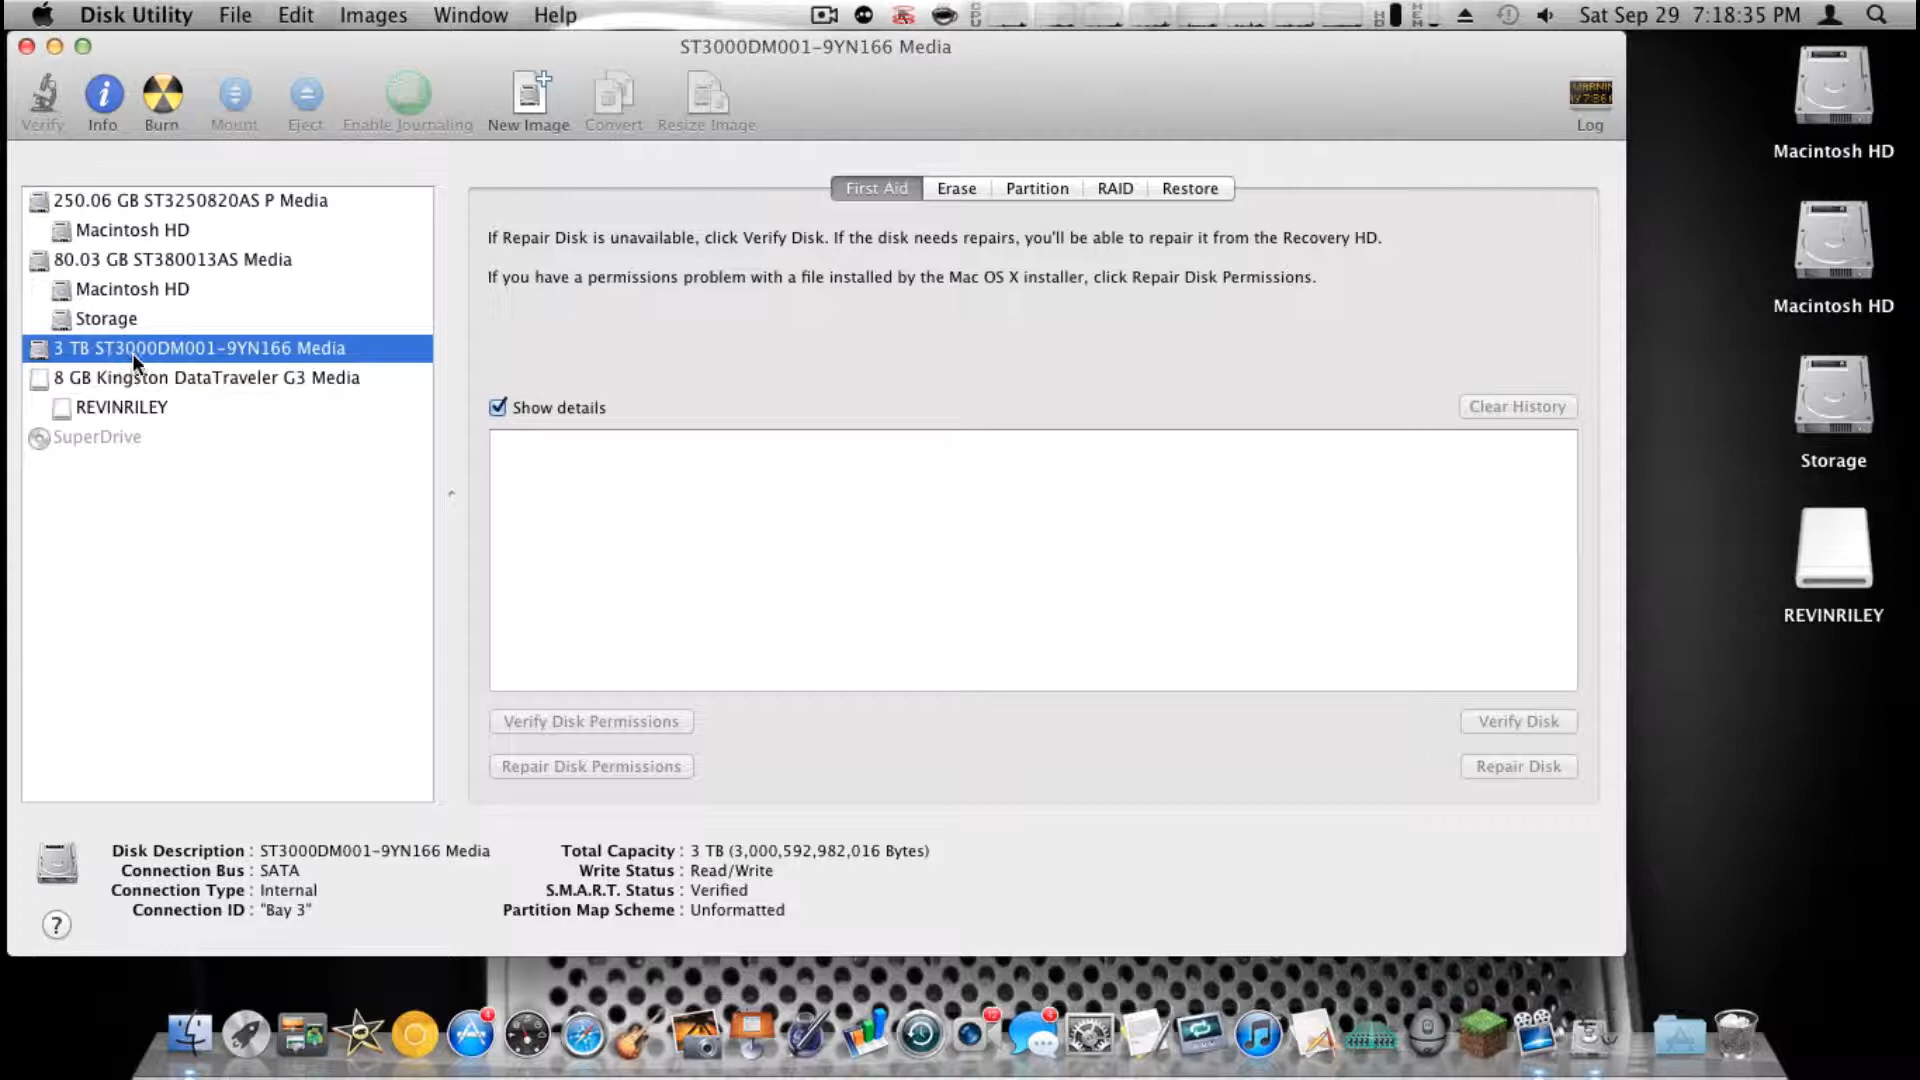 Disk Utility File Edit Images Window Help Sat Sep 29 7:18:35 PM
ST3000DM001-9YN166 Media
Verify Info Burn Mount Eject Enable Journaling New Image Convert Resize Image Log
250.06 GB ST3250820AS P Media
Macintosh HD
80.03 GB ST380013AS Media
Macintosh HD
Storage
3 TB ST3000DM001-9YN166 Media
8 GB Kingston DataTraveler G3 Media
REVINRILEY
SuperDrive
First Aid Erase Partition RAID Restore
If Repair Disk is unavailable, click Verify Disk. If the disk needs repairs, you'll be able to repair it from the Recovery HD.
If you have a permissions problem with a file installed by the Mac OS X installer, click Repair Disk Permissions.
Show details Clear History
Verify Disk Permissions Verify Disk
Repair Disk Permissions Repair Disk
Disk Description : ST3000DM001-9YN166 Media
Connection Bus : SATA
Connection Type : Internal
Connection ID : "Bay 3"
Total Capacity : 3 TB (3,000,592,982,016 Bytes)
Write Status : Read/Write
S.M.A.R.T. Status : Verified
Partition Map Scheme : Unformatted
?
Macintosh HD
Macintosh HD
Storage
REVINRILEY